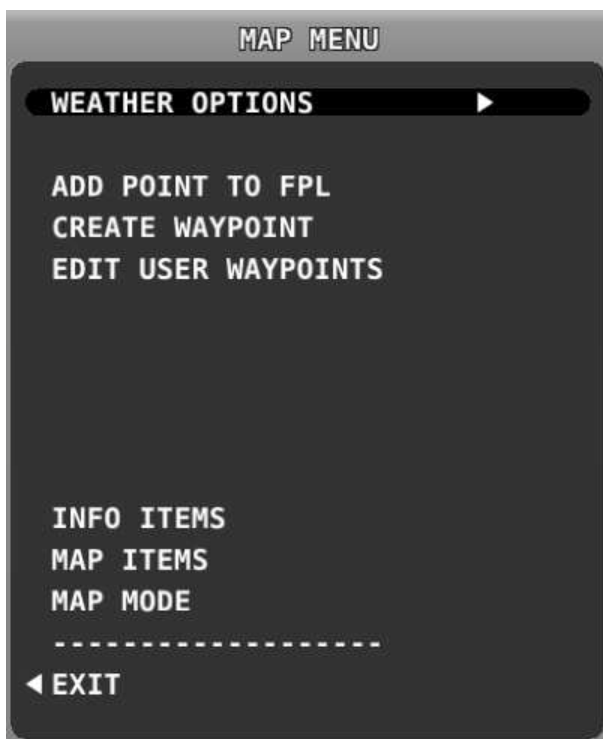 MAP MENU
WEATHER OPTIONS
ADD POINT TO FPL
CREATE WAYPOINT
EDIT USER WAYPOINTS
INFO ITEMS
MAP ITEMS
MAP MODE
--------------------
EXIT